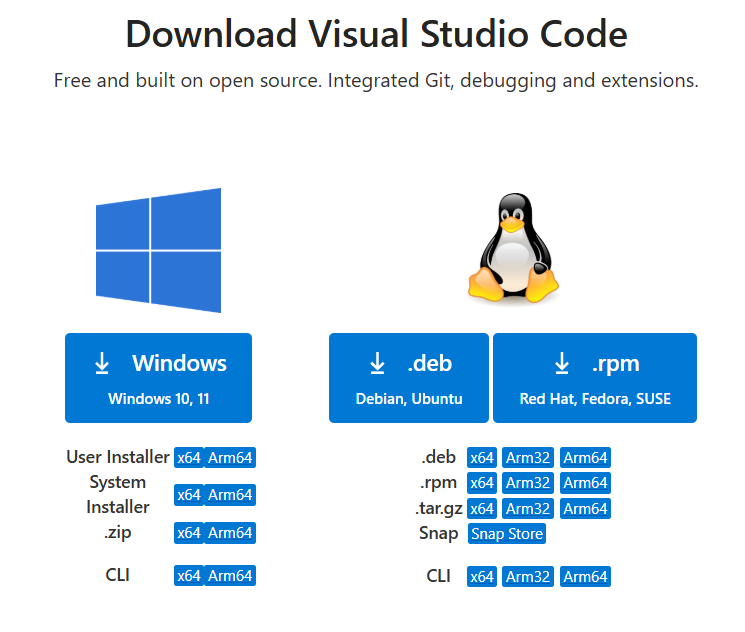 Download Visual Studio Code
Free and built on open source. Integrated Git, debugging and extensions.
Windows
Windows 10, 11
User Installer x64 Arm64
System
Installer x64 Arm64
.zip x64 Arm64
CLI x64 Arm64
.deb
Debian, Ubuntu
.rpm
Red Hat, Fedora, SUSE
.deb x64 Arm32 Arm64
.rpm x64 Arm32 Arm64
.tar.gz x64 Arm32 Arm64
Snap Snap Store
CLI x64 Arm32 Arm64